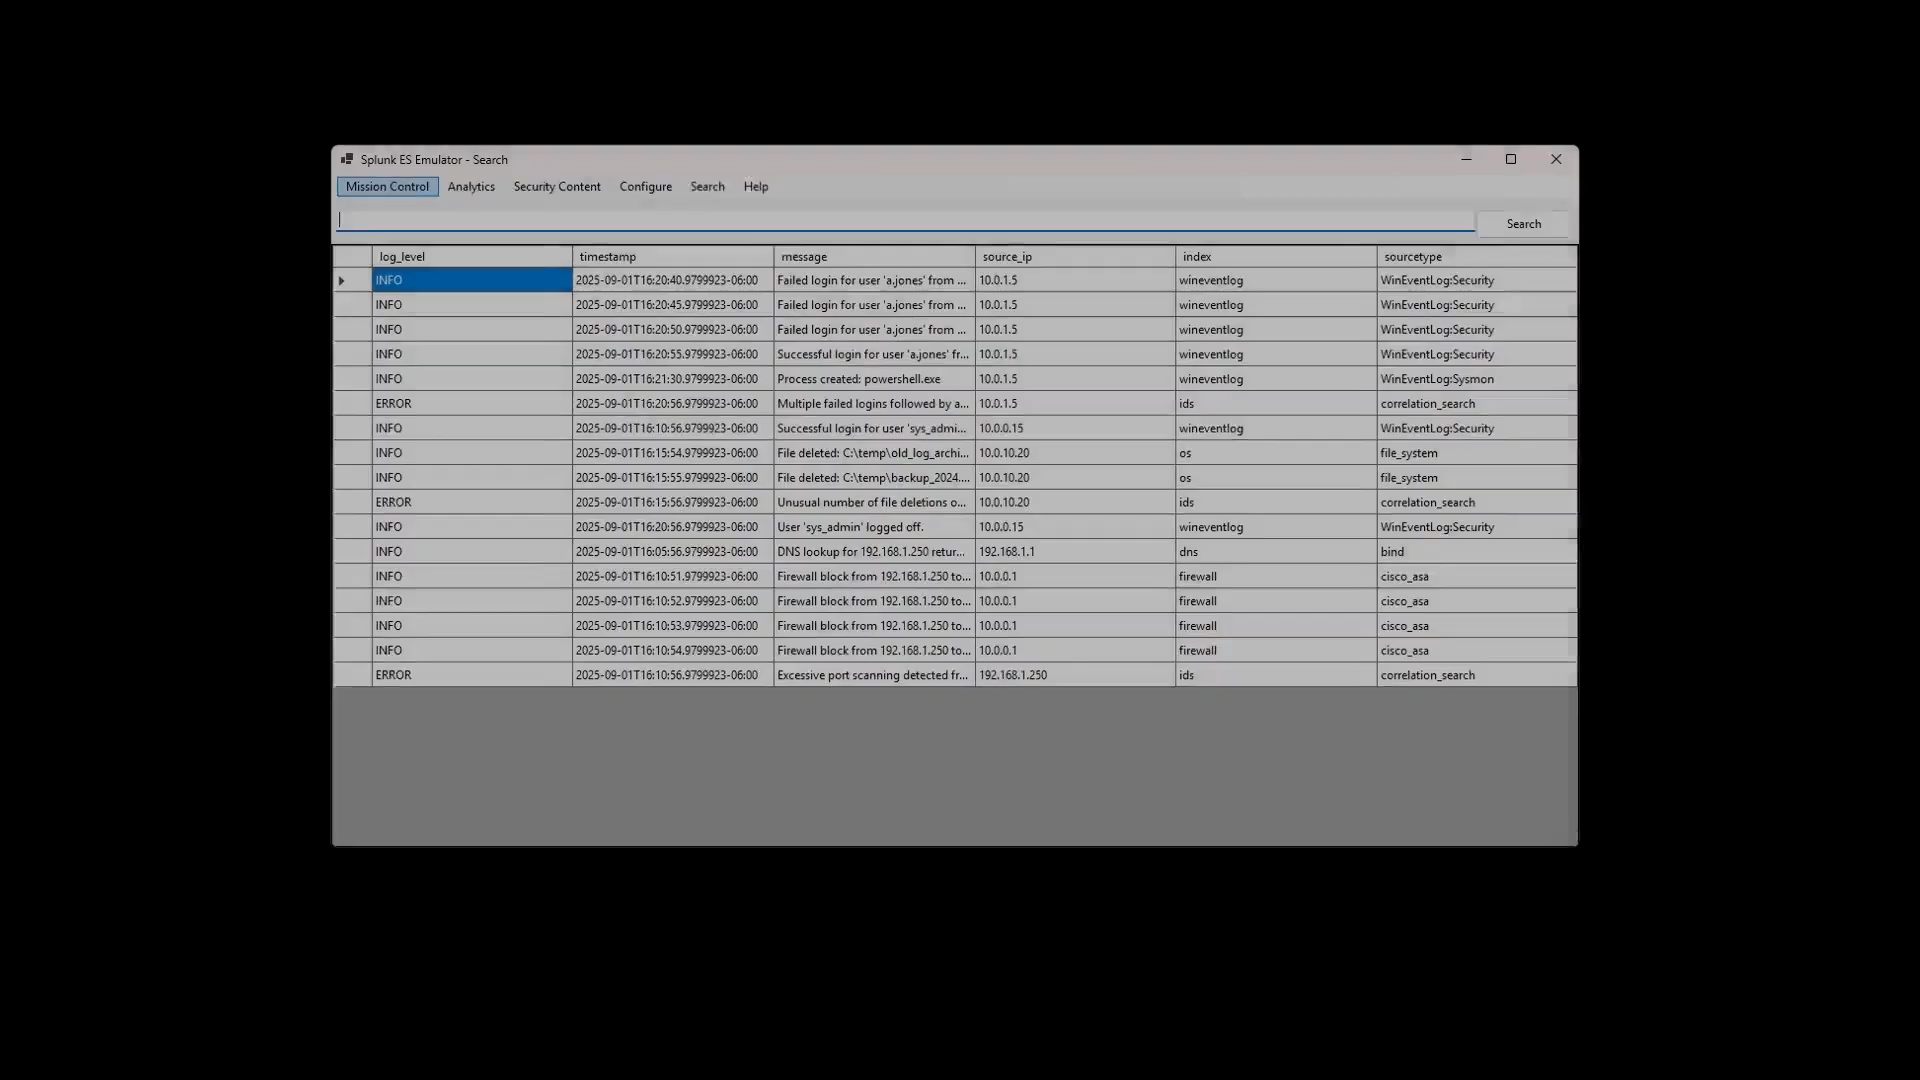 Splunk ES Emulator - Search
Mission Control Analytics Security Content Configure Search Help
Search
log_level timestamp message source_ip index sourcetype
INFO 2025-09-01T16:20:40.9799923-06:00 Failed login for user 'a.jones' from ... 10.0.1.5 wineventlog WinEventLog:Security
INFO 2025-09-01T16:20:45.9799923-06:00 Failed login for user 'a.jones' from ... 10.0.1.5 wineventlog WinEventLog:Security
INFO 2025-09-01T16:20:50.9799923-06:00 Failed login for user 'a.jones' from ... 10.0.1.5 wineventlog WinEventLog:Security
INFO 2025-09-01T16:20:55.9799923-06:00 Successful login for user 'a.jones' fr... 10.0.1.5 wineventlog WinEventLog:Security
INFO 2025-09-01T16:21:30.9799923-06:00 Process created: powershell.exe 10.0.1.5 wineventlog WinEventLog:Sysmon
ERROR 2025-09-01T16:20:56.9799923-06:00 Multiple failed logins followed by a... 10.0.1.5 ids correlation_search
INFO 2025-09-01T16:10:56.9799923-06:00 Successful login for user 'sys_admi... 10.0.0.15 wineventlog WinEventLog:Security
INFO 2025-09-01T16:15:54.9799923-06:00 File deleted: C:\temp\old_log_archi... 10.0.10.20 os file_system
INFO 2025-09-01T16:15:55.9799923-06:00 File deleted: C:\temp\backup_2024.... 10.0.10.20 os file_system
ERROR 2025-09-01T16:15:56.9799923-06:00 Unusual number of file deletions o... 10.0.10.20 ids correlation_search
INFO 2025-09-01T16:20:56.9799923-06:00 User 'sys_admin' logged off. 10.0.0.15 wineventlog WinEventLog:Security
INFO 2025-09-01T16:05:56.9799923-06:00 DNS lookup for 192.168.1.250 retur... 192.168.1.1 dns bind
INFO 2025-09-01T16:10:51.9799923-06:00 Firewall block from 192.168.1.250 to... 10.0.0.1 firewall cisco_asa
INFO 2025-09-01T16:10:52.9799923-06:00 Firewall block from 192.168.1.250 to... 10.0.0.1 firewall cisco_asa
INFO 2025-09-01T16:10:53.9799923-06:00 Firewall block from 192.168.1.250 to... 10.0.0.1 firewall cisco_asa
INFO 2025-09-01T16:10:54.9799923-06:00 Firewall block from 192.168.1.250 to... 10.0.0.1 firewall cisco_asa
ERROR 2025-09-01T16:10:56.9799923-06:00 Excessive port scanning detected fr... 192.168.1.250 ids correlation_search